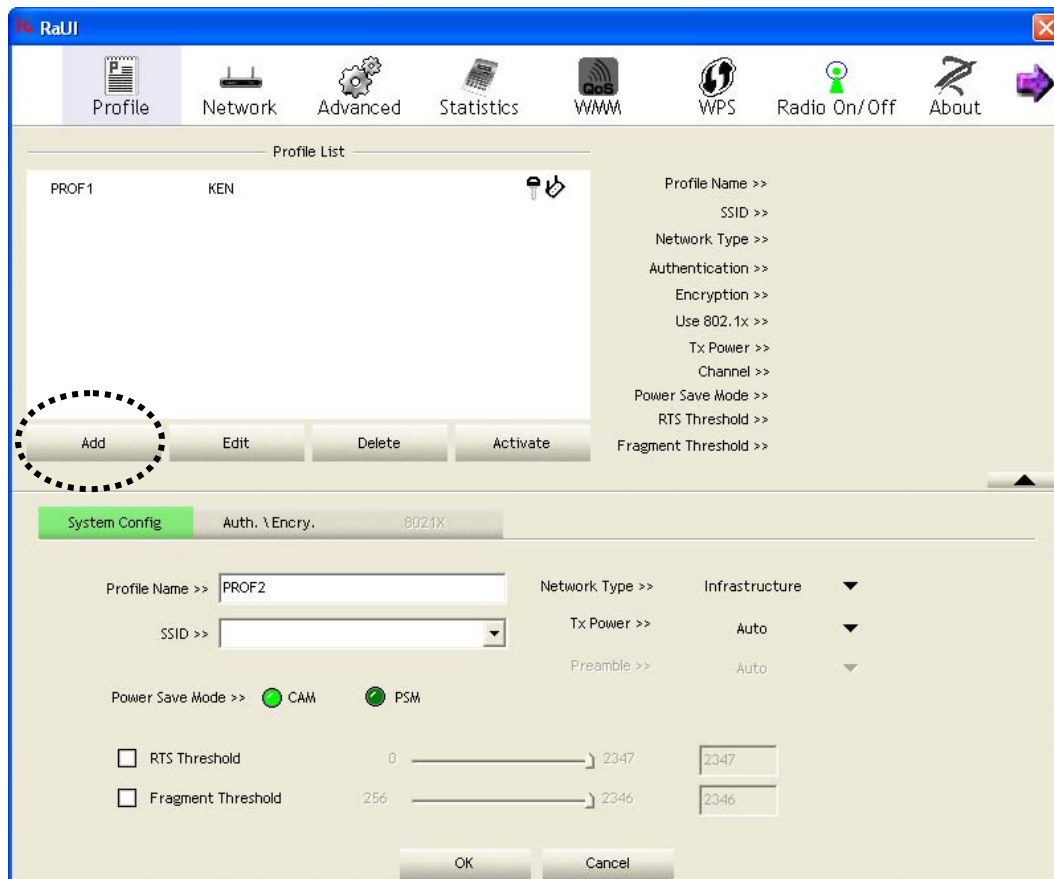 RaUI
Profile Network Advanced Statistics QoS WMM WPS Radio On/Off About
Profile List
PROF1 KEN
Profile Name >>
SSID >>
Network Type >>
Authentication >>
Encryption >>
Use 802.1x >>
Tx Power >>
Channel >>
Power Save Mode >>
RTS Threshold >>
Fragment Threshold >>
Add Edit Delete Activate
System Config Auth. \ Encry. 8021X
Profile Name >> PROF2 Network Type >> Infrastructure
SSID >> Tx Power >> Auto
Preamble >> Auto
Power Save Mode >> CAM PSM
RTS Threshold 0 2347 2347
Fragment Threshold 256 2346 2346
OK Cancel